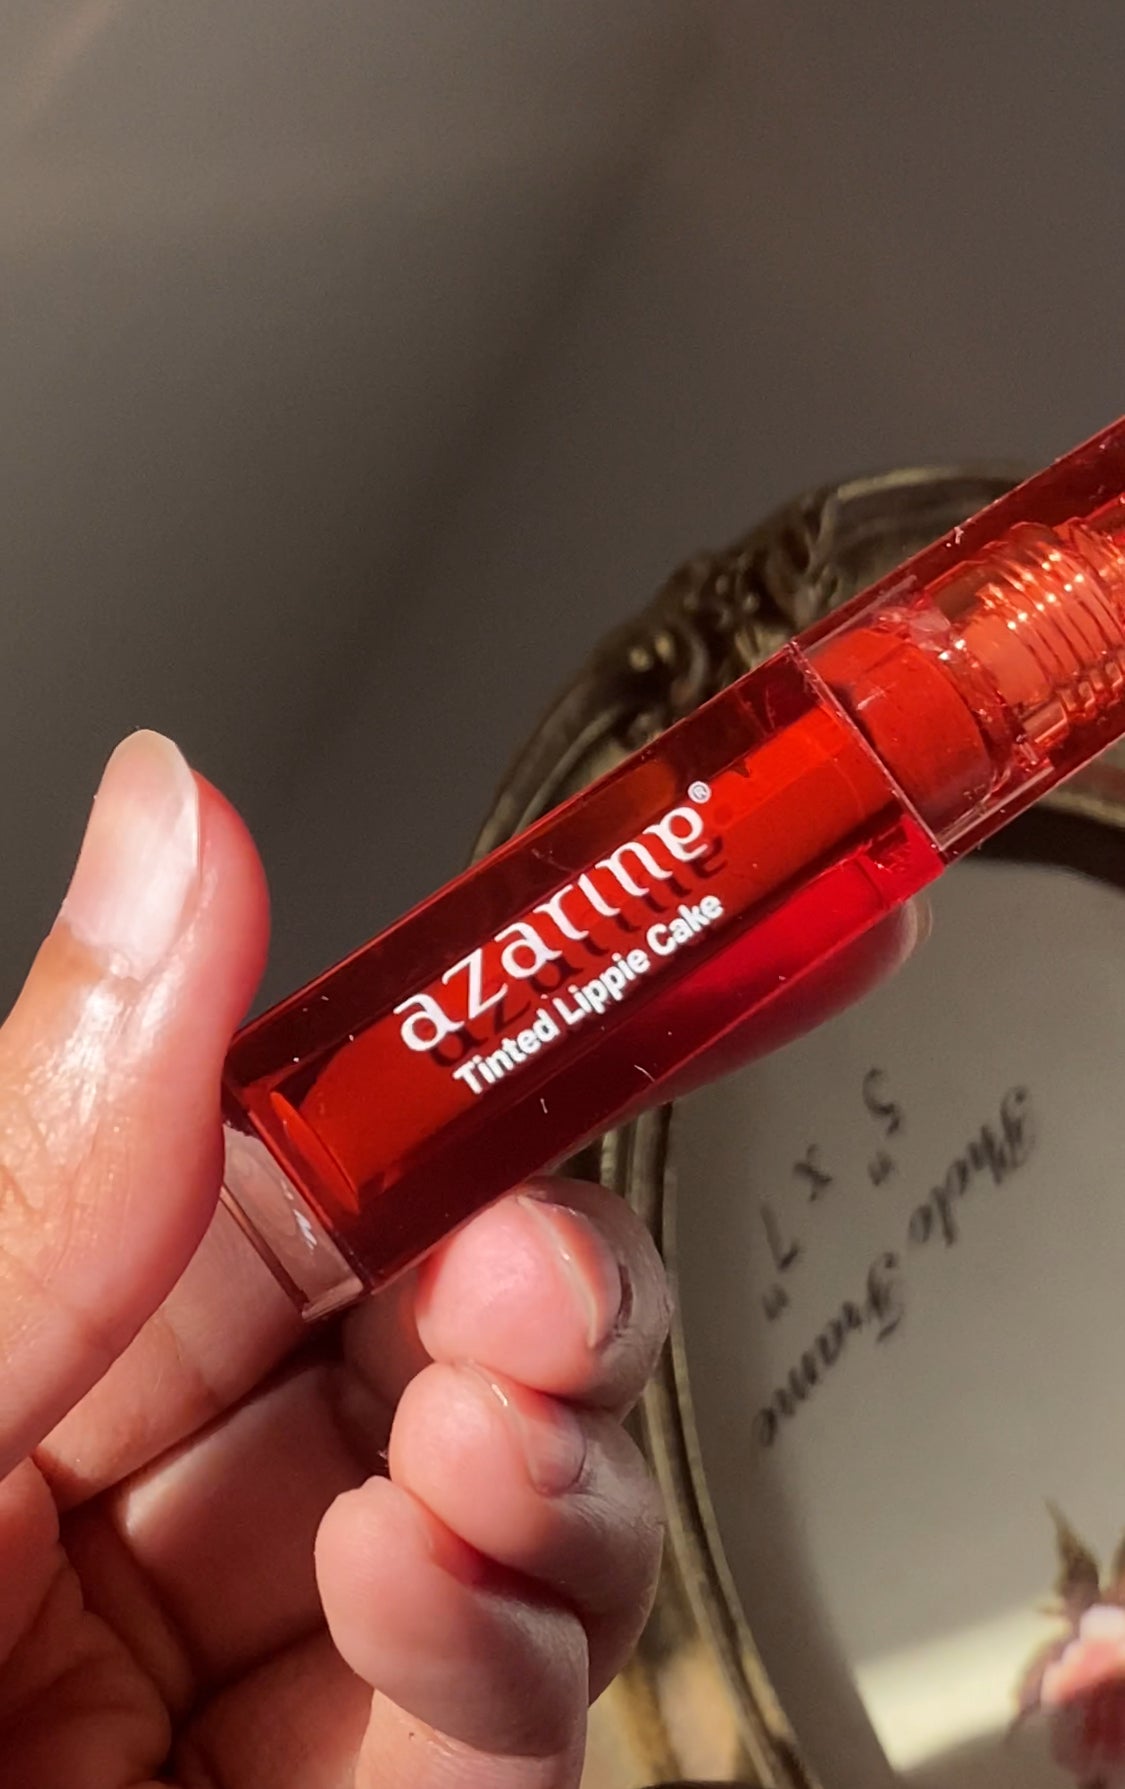 azarine®
Tinted Lippie Cake
5" x 7"
Photo Frame